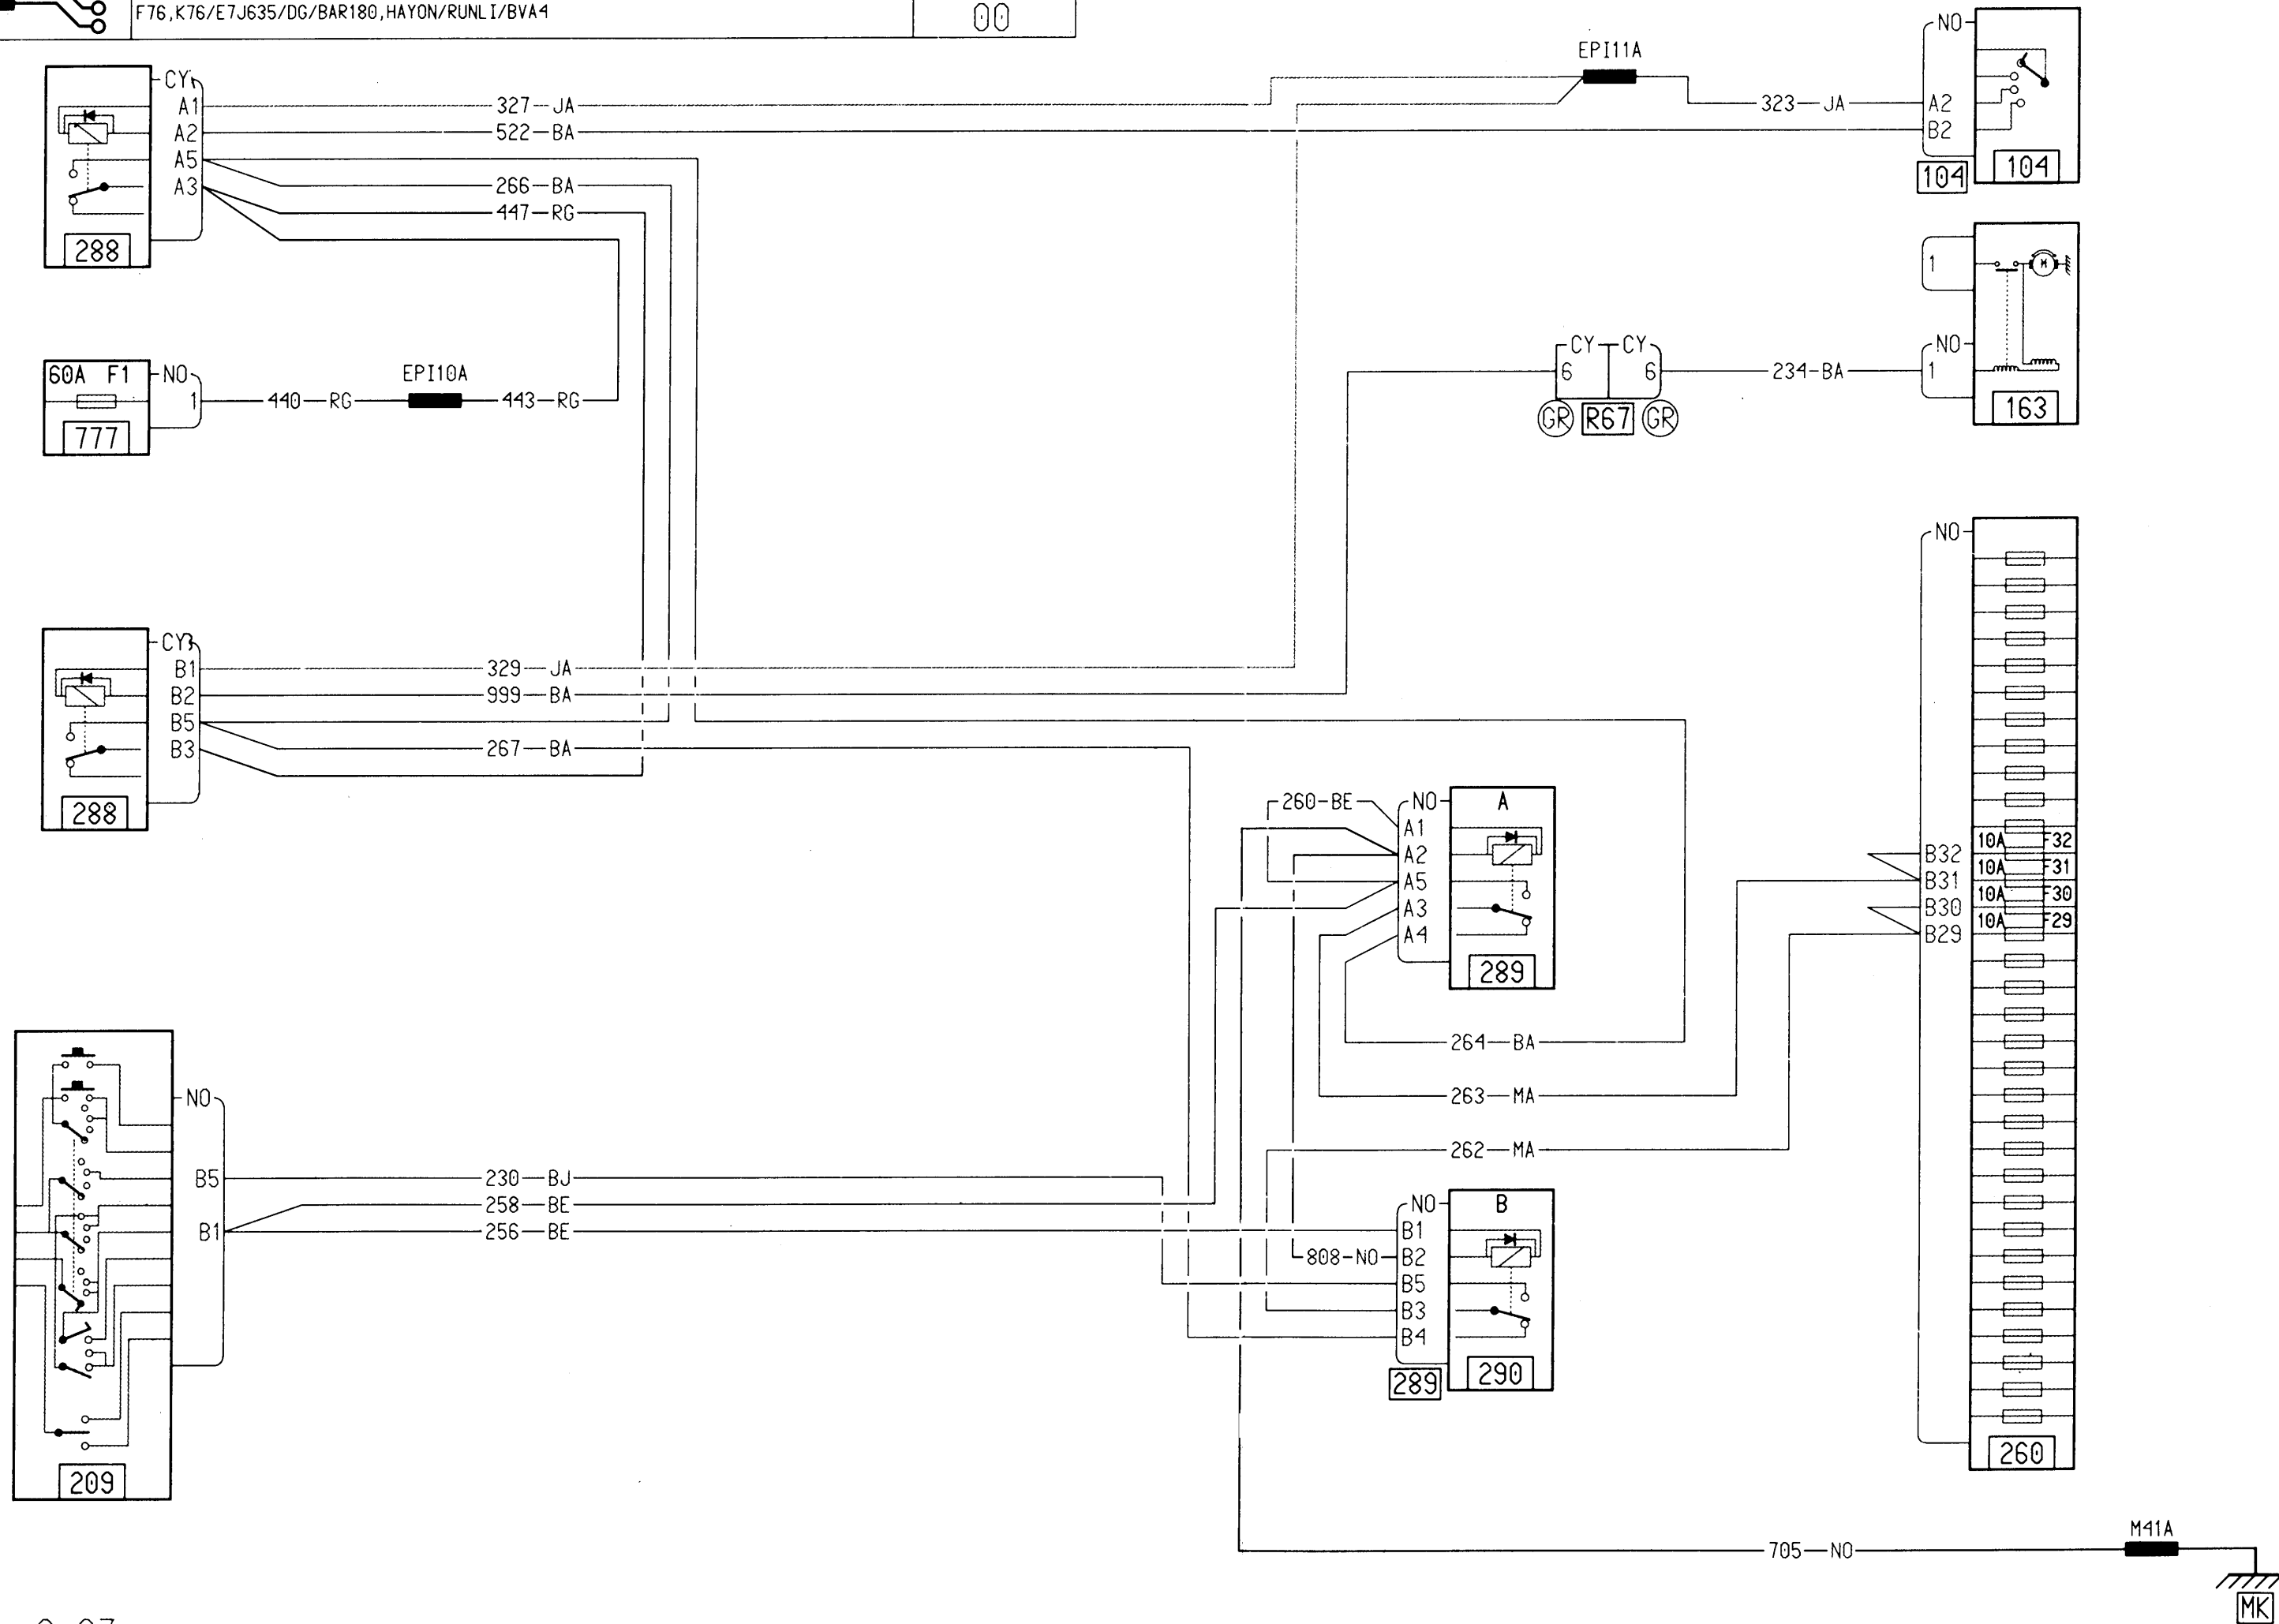 F76,K76/E7J635/DG/BAR180,HAYON/RUNLI/BVA4
00
CY
A1
A2
A5
A3
288
327 JA
522 BA
266 BA
447 RG
EPI11A
323 JA
NO
A2
B2
104
104
60A F1
NO
1
777
440 RG
EPI10A
443 RG
1
NO
1
163
CY CY
6 6
GR R67 GR
234-BA
CY
B1
B2
B5
B3
288
329 JA
999 BA
267 BA
260-BE
NO
A1
A2
A5
A3
A4
A
289
264 BA
263 MA
262 MA
NO
B32
B31
B30
B29
10A F32
10A F31
10A F30
10A F29
260
NO
B5
B1
209
230 BJ
258 BE
256 BE
808-NO
NO
B1
B2
B5
B3
B4
289
B
290
705 NO
M41A
MK